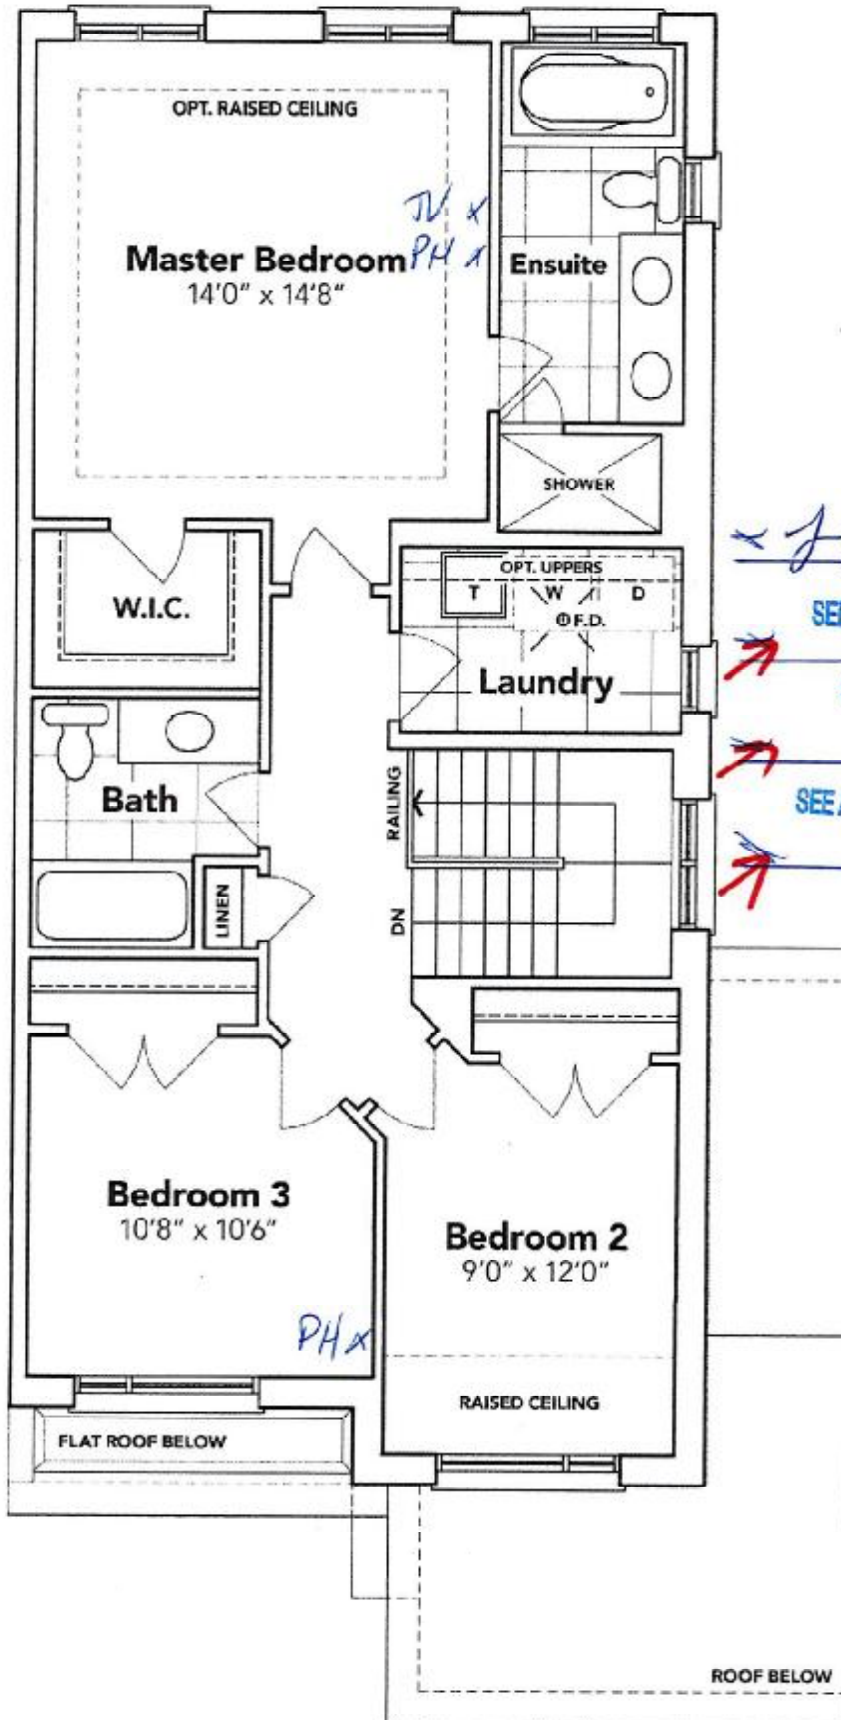 OPT. RAISED CEILING
TV x
Master Bedroom PH x
14'0" x 14'8"
Ensuite
SHOWER
OPT. UPPERS
T W D
F.D.
W.I.C.
Laundry
Bath
RAILING
LINEN
DN
SEE
Bedroom 3
10'8" x 10'6"
Bedroom 2
9'0" x 12'0"
PH x
RAISED CEILING
FLAT ROOF BELOW
ROOF BELOW